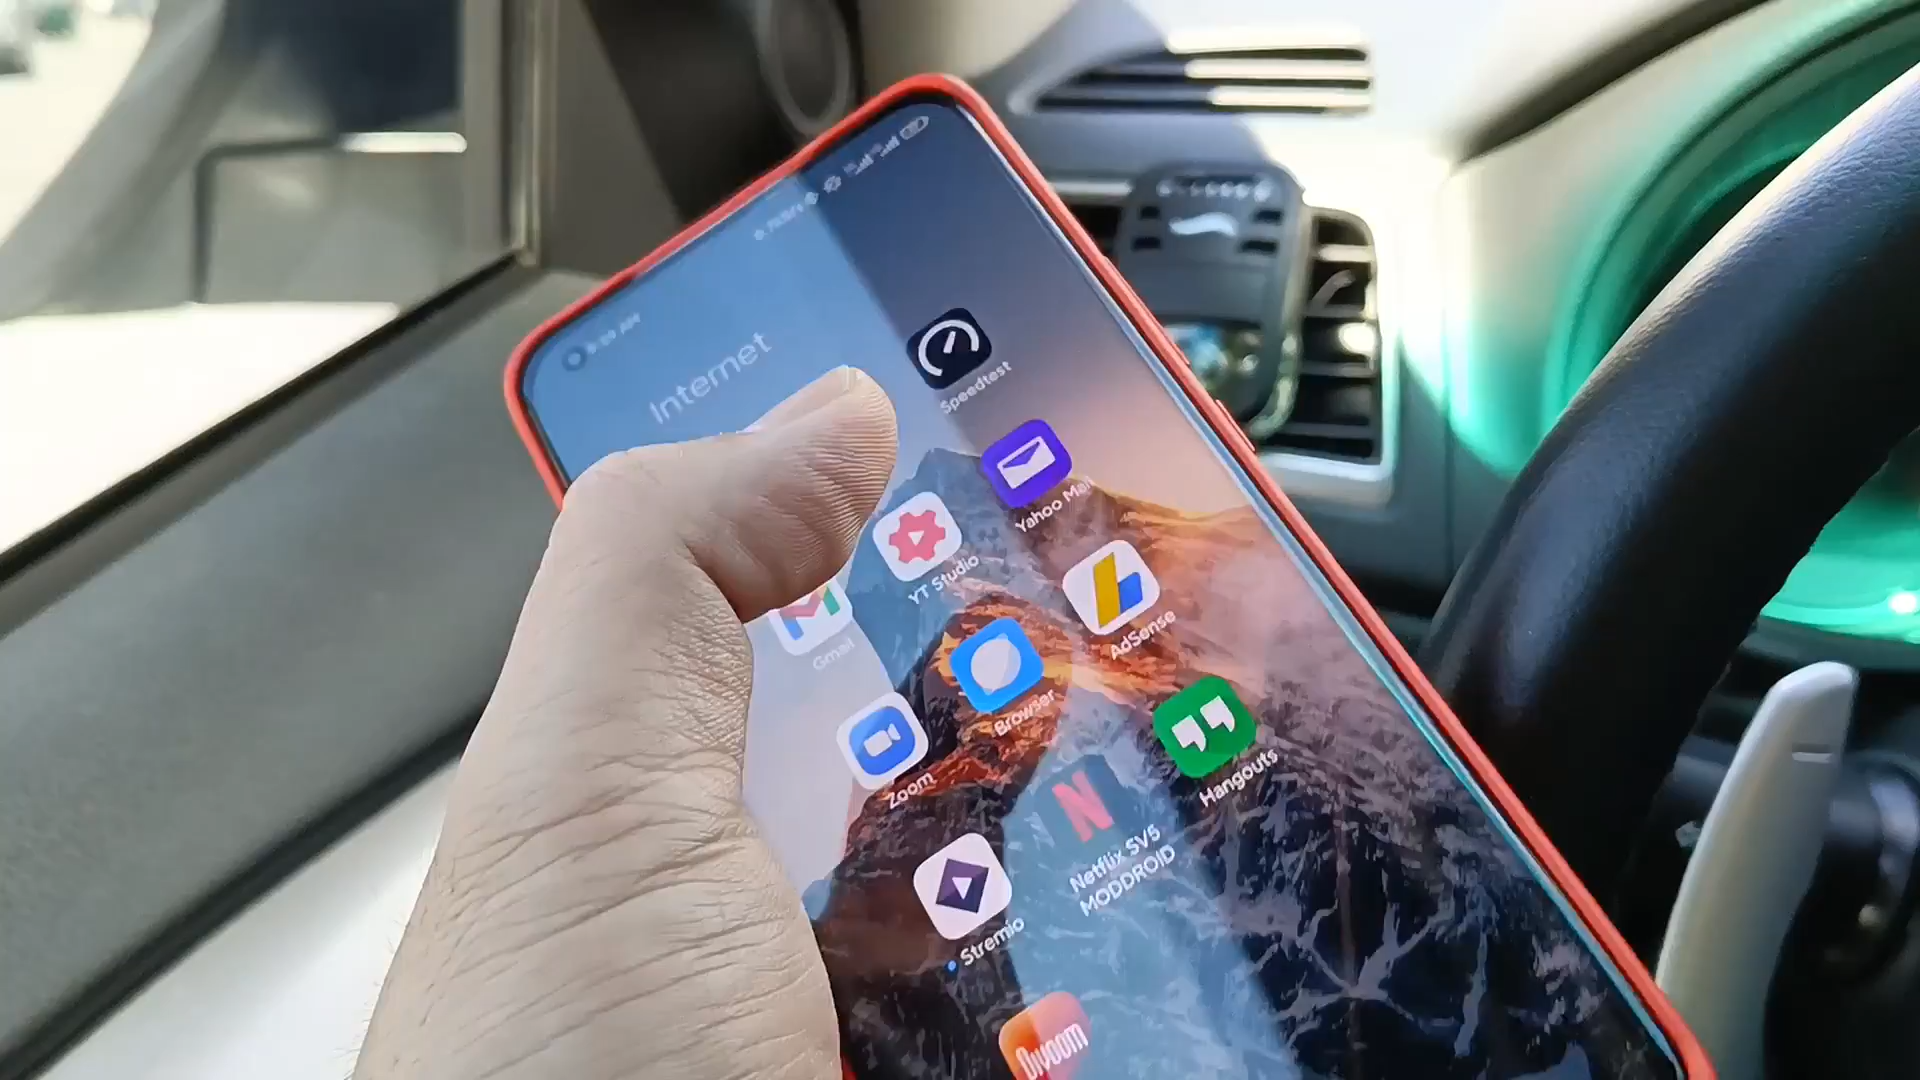 Internet
Speedtest
Yahoo Mail
YT Studio
AdSense
Gmail
Browser
Hangouts
Zoom
N
Netflix SV5
MODDROID
Stremio
Divoom